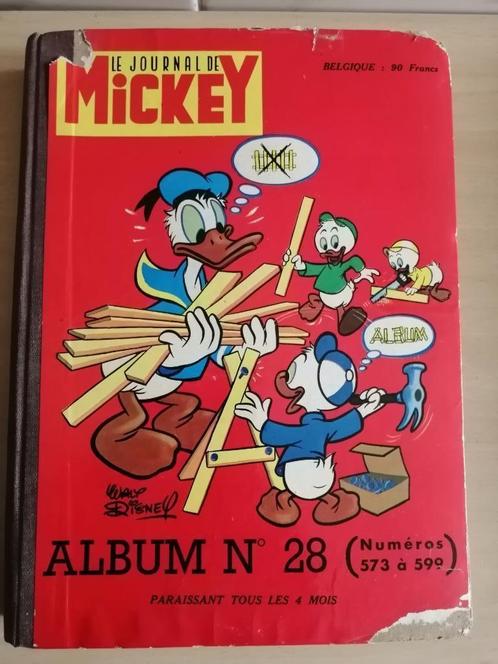 LE JOURNAL DE
MICKEY
BELGIQUE : 90 Francs
ALBUM
WALT
DISNEY
ALBUM N° 28 (Numéros
573 à 599)
PARAISSANT TOUS LES 4 MOIS